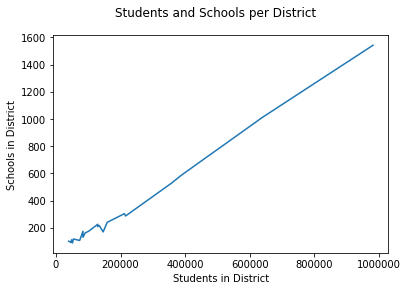 Students and Schools per District
1600
1400
1200
1000
800
600
400
200
0 200000 400000 600000 800000 1000000
Schools in District
Students in District